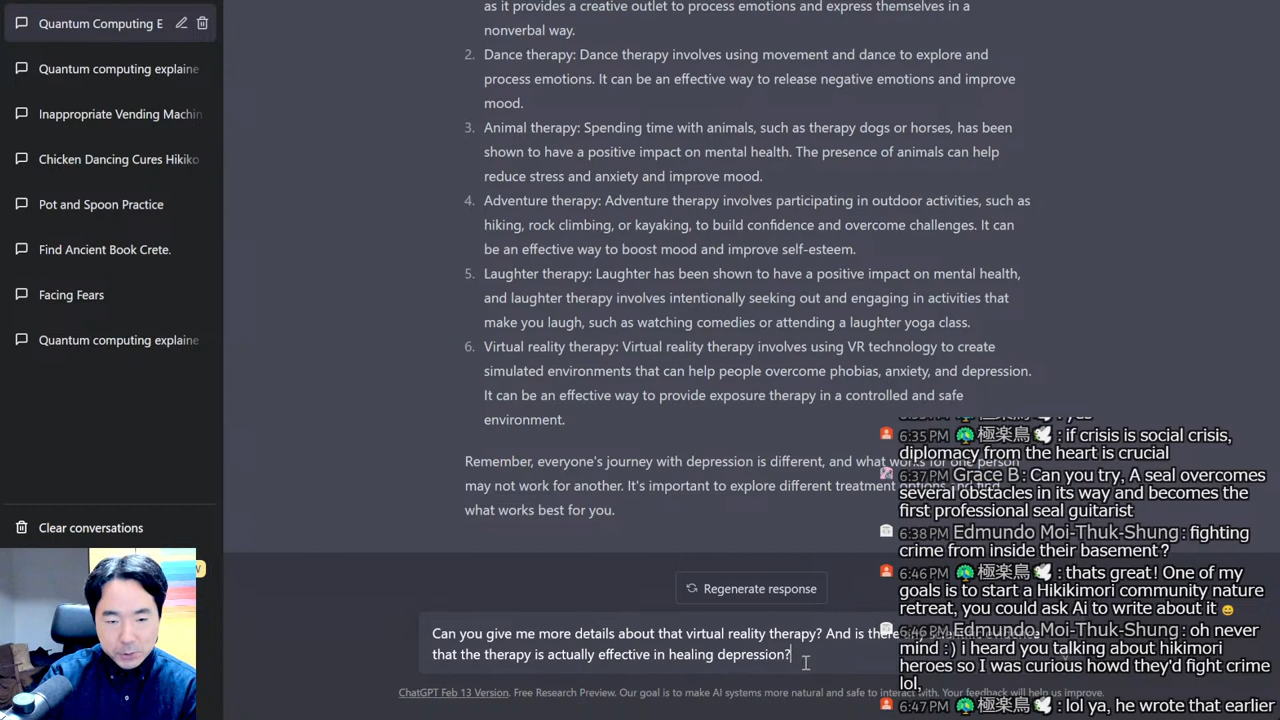 Quantum Computing E
Quantum computing explaine
Inappropriate Vending Machin
Chicken Dancing Cures Hikiko
Pot and Spoon Practice
Find Ancient Book Crete.
Facing Fears
Quantum computing explaine
Clear conversations
as it provides a creative outlet to process emotions and express themselves in a
nonverbal way.
2. Dance therapy: Dance therapy involves using movement and dance to explore and
process emotions. It can be an effective way to release negative emotions and improve
mood.
3. Animal therapy: Spending time with animals, such as therapy dogs or horses, has been
shown to have a positive impact on mental health. The presence of animals can help
reduce stress and anxiety and improve mood.
4. Adventure therapy: Adventure therapy involves participating in outdoor activities, such as
hiking, rock climbing, or kayaking, to build confidence and overcome challenges. It can
be an effective way to boost mood and improve self-esteem.
5. Laughter therapy: Laughter has been shown to have a positive impact on mental health,
and laughter therapy involves intentionally seeking out and engaging in activities that
make you laugh, such as watching comedies or attending a laughter yoga class.
6. Virtual reality therapy: Virtual reality therapy involves using VR technology to create
simulated environments that can help people overcome phobias, anxiety, and depression.
It can be an effective way to provide exposure therapy in a controlled and safe
environment.
Remember, everyone's journey with depression is different, and what works for one person
may not work for another. It's important to explore different treatment options and find
what works best for you.
Regenerate response
Can you give me more details about that virtual reality therapy? And is there
that the therapy is actually effective in healing depression?
ChatGPT Feb 13 Version. Free Research Preview. Our goal is to make AI systems more natural and safe to interact with. Your feedback will help us improve.
yes
6:35 PM 極楽鳥 : if crisis is social crisis,
diplomacy from the heart is crucial
6:37 PM Grace B : Can you try, A seal overcomes
several obstacles in its way and becomes the
first professional seal guitarist
6:38 PM Edmundo Moi-Thuk-Shung : fighting
crime from inside their basement?
6:46 PM 極楽鳥 : thats great! One of my
goals is to start a Hikikimori community nature
retreat, you could ask Ai to write about it
6:46 PM Edmundo Moi-Thuk-Shung : oh never
mind :) i heard you talking about hikimori
heroes so I was curious howd they'd fight crime
lol,
6:47 PM 極楽鳥 : lol ya, he wrote that earlier